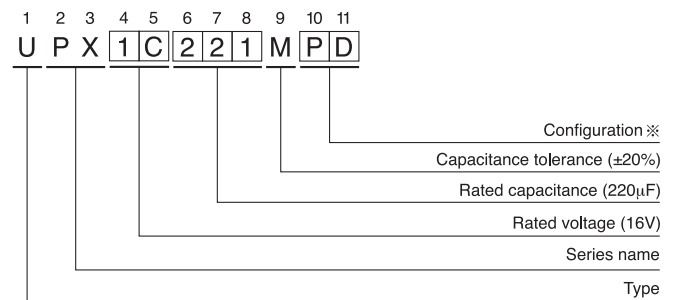 1 2 3 4 5 6 7 8 9 10 11
U P X 1 C 2 2 1 M P D
Configuration ※
Capacitance tolerance (±20%)
Rated capacitance (220µF)
Rated voltage (16V)
Series name
Type